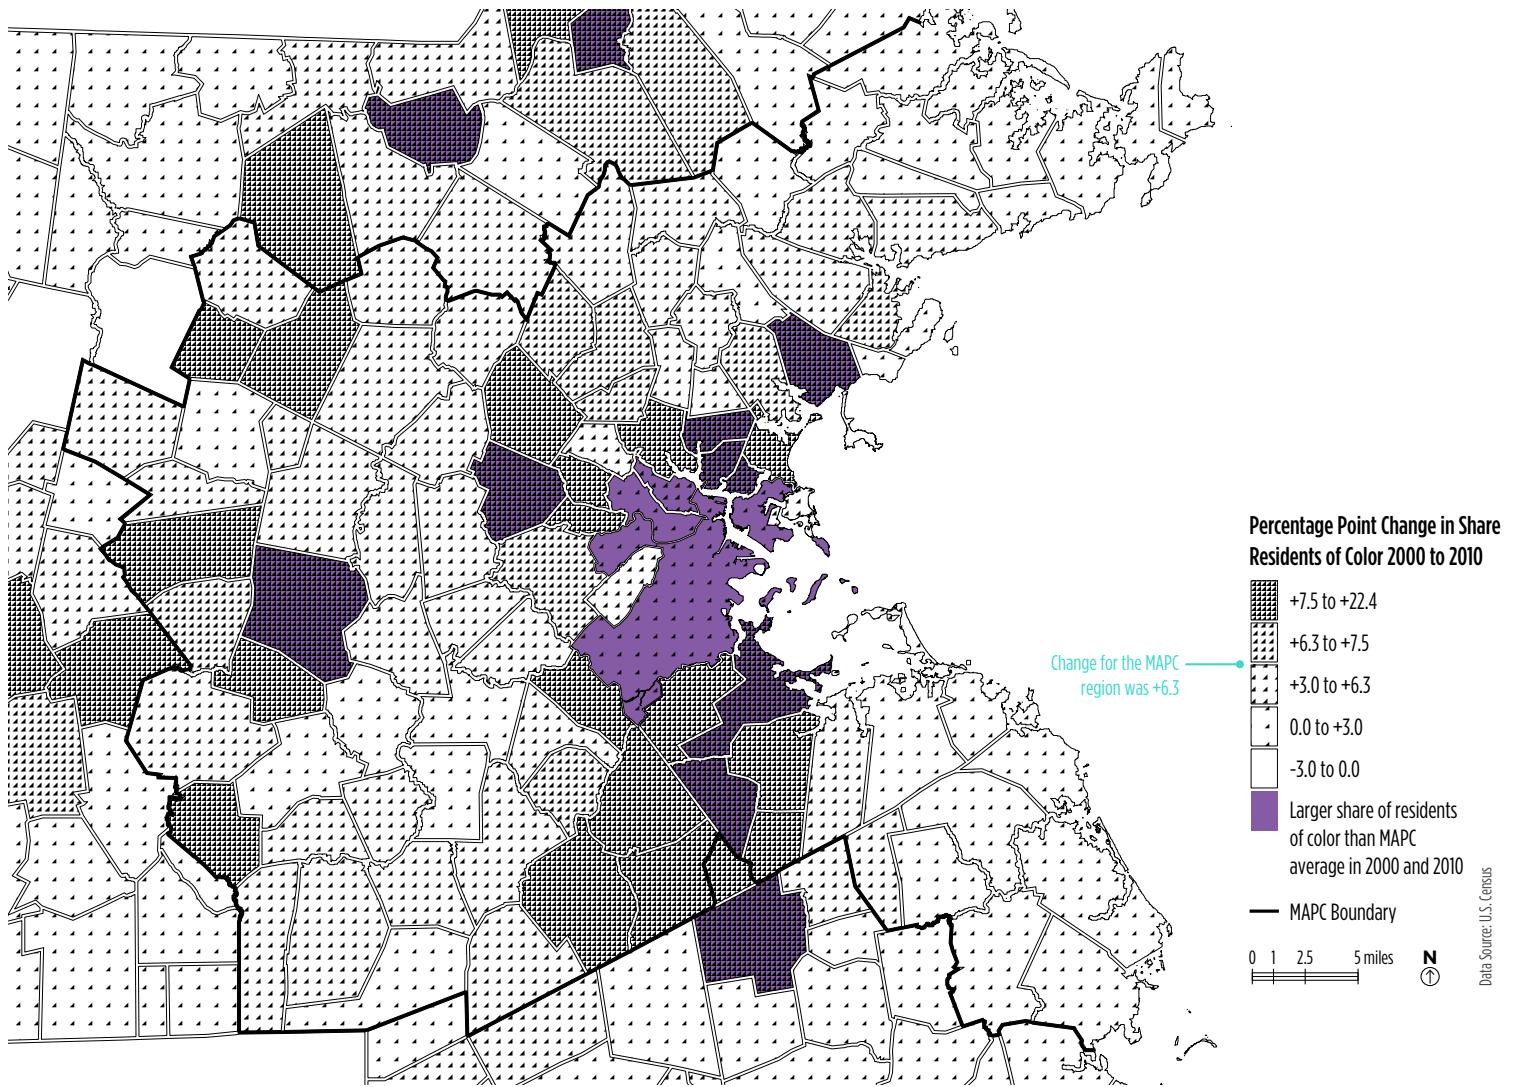 Percentage Point Change in Share
Residents of Color 2000 to 2010
+7.5 to +22.4
+6.3 to +7.5
Change for the MAPC
region was +6.3
+3.0 to +6.3
0.0 to +3.0
-3.0 to 0.0
Larger share of residents
of color than MAPC
average in 2000 and 2010
MAPC Boundary
0 1 2.5 5 miles
N
Data Source: U.S. Census